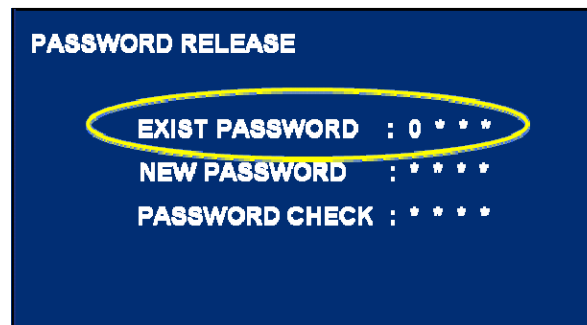 PASSWORD RELEASE
EXIST PASSWORD : 0 * * *
NEW PASSWORD : * * * *
PASSWORD CHECK : * * * *